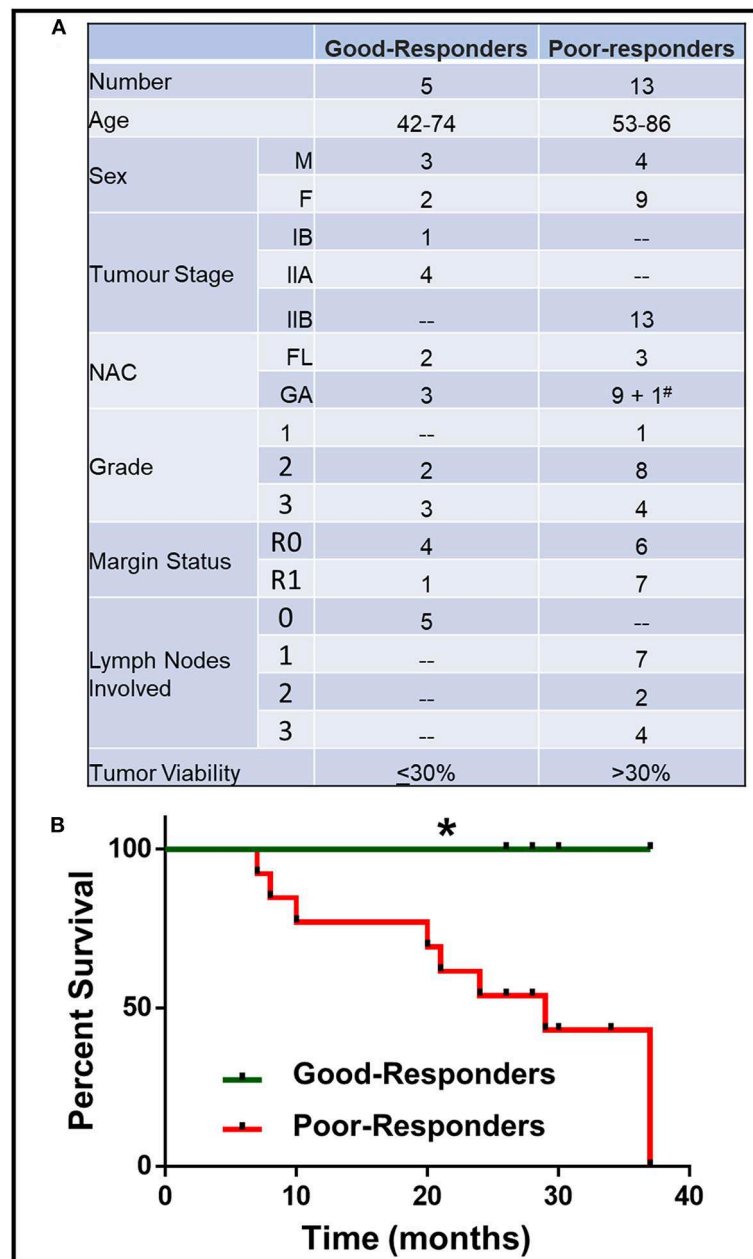 A
Good-Responders Poor-responders
Number 5 13
Age 42-74 53-86
Sex M 3 4
F 2 9
Tumour Stage IB 1 --
IIA 4 --
IIB -- 13
NAC FL 2 3
GA 3 9 + 1#
Grade 1 -- 1
2 2 8
3 3 4
Margin Status R0 4 6
R1 1 7
Lymph Nodes Involved 0 5 --
1 -- 7
2 -- 2
3 -- 4
Tumor Viability ≤30% >30%
B
*
100
50
0
Percent Survival
Good-Responders
Poor-Responders
0 10 20 30 40
Time (months)